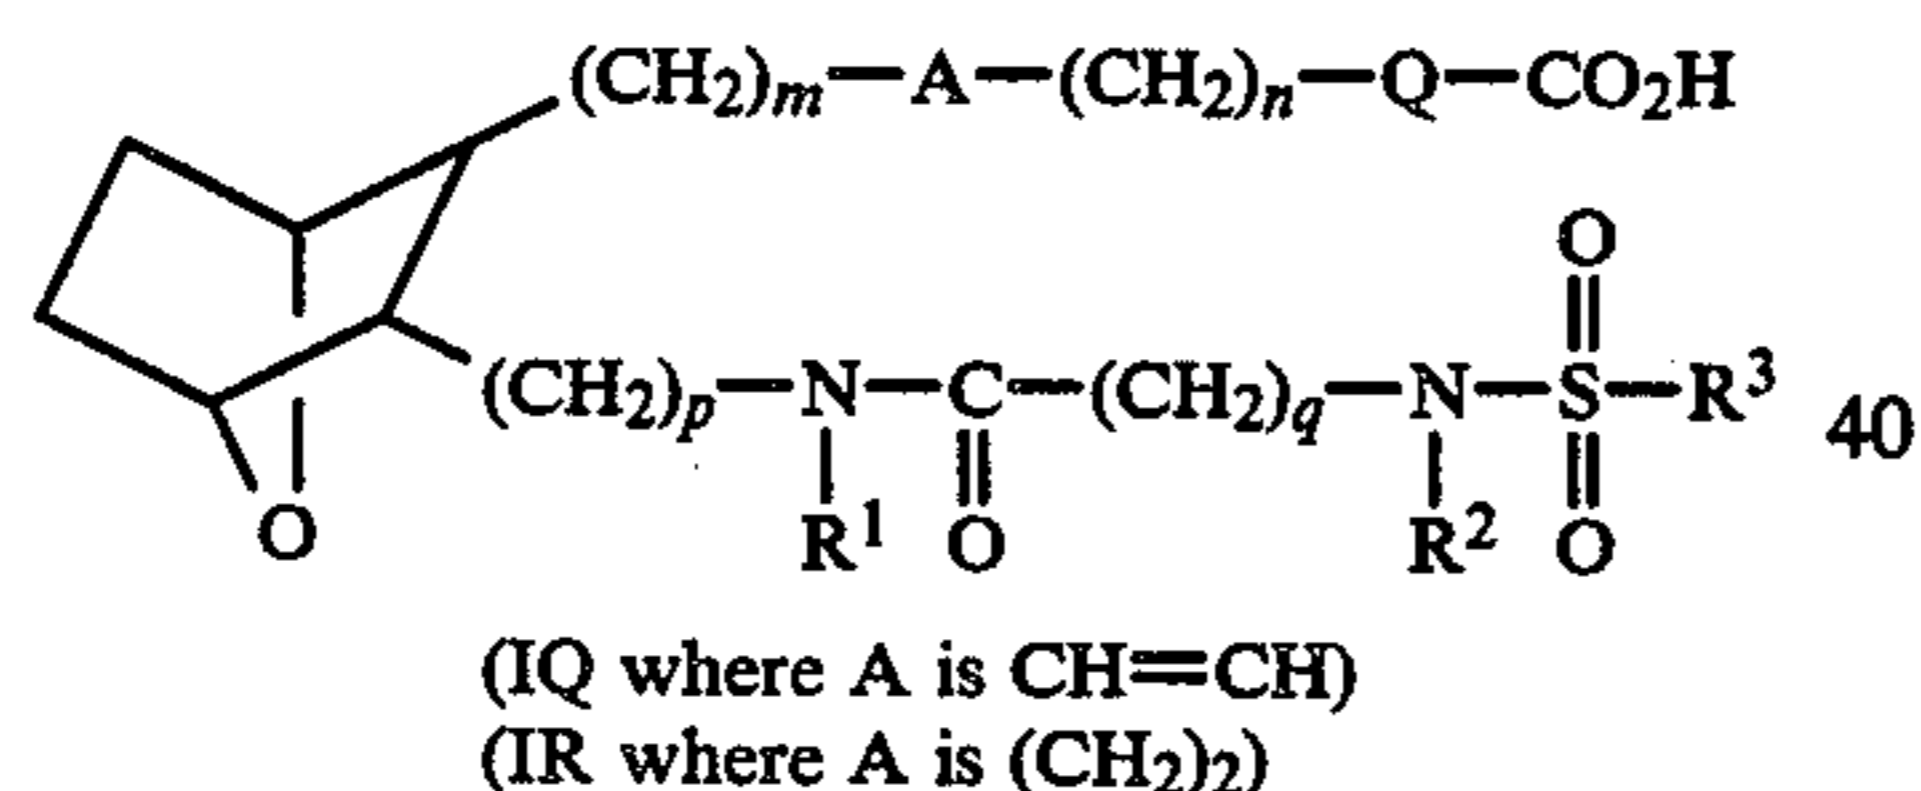 (CH₂)ₘ—A—(CH₂)ₙ—Q—CO₂H
O
(CH₂)ₚ—N—C—(CH₂)q—N—S—R³ 40
O R¹ O R² O
(IQ where A is CH=CH)
(IR where A is (CH₂)₂)